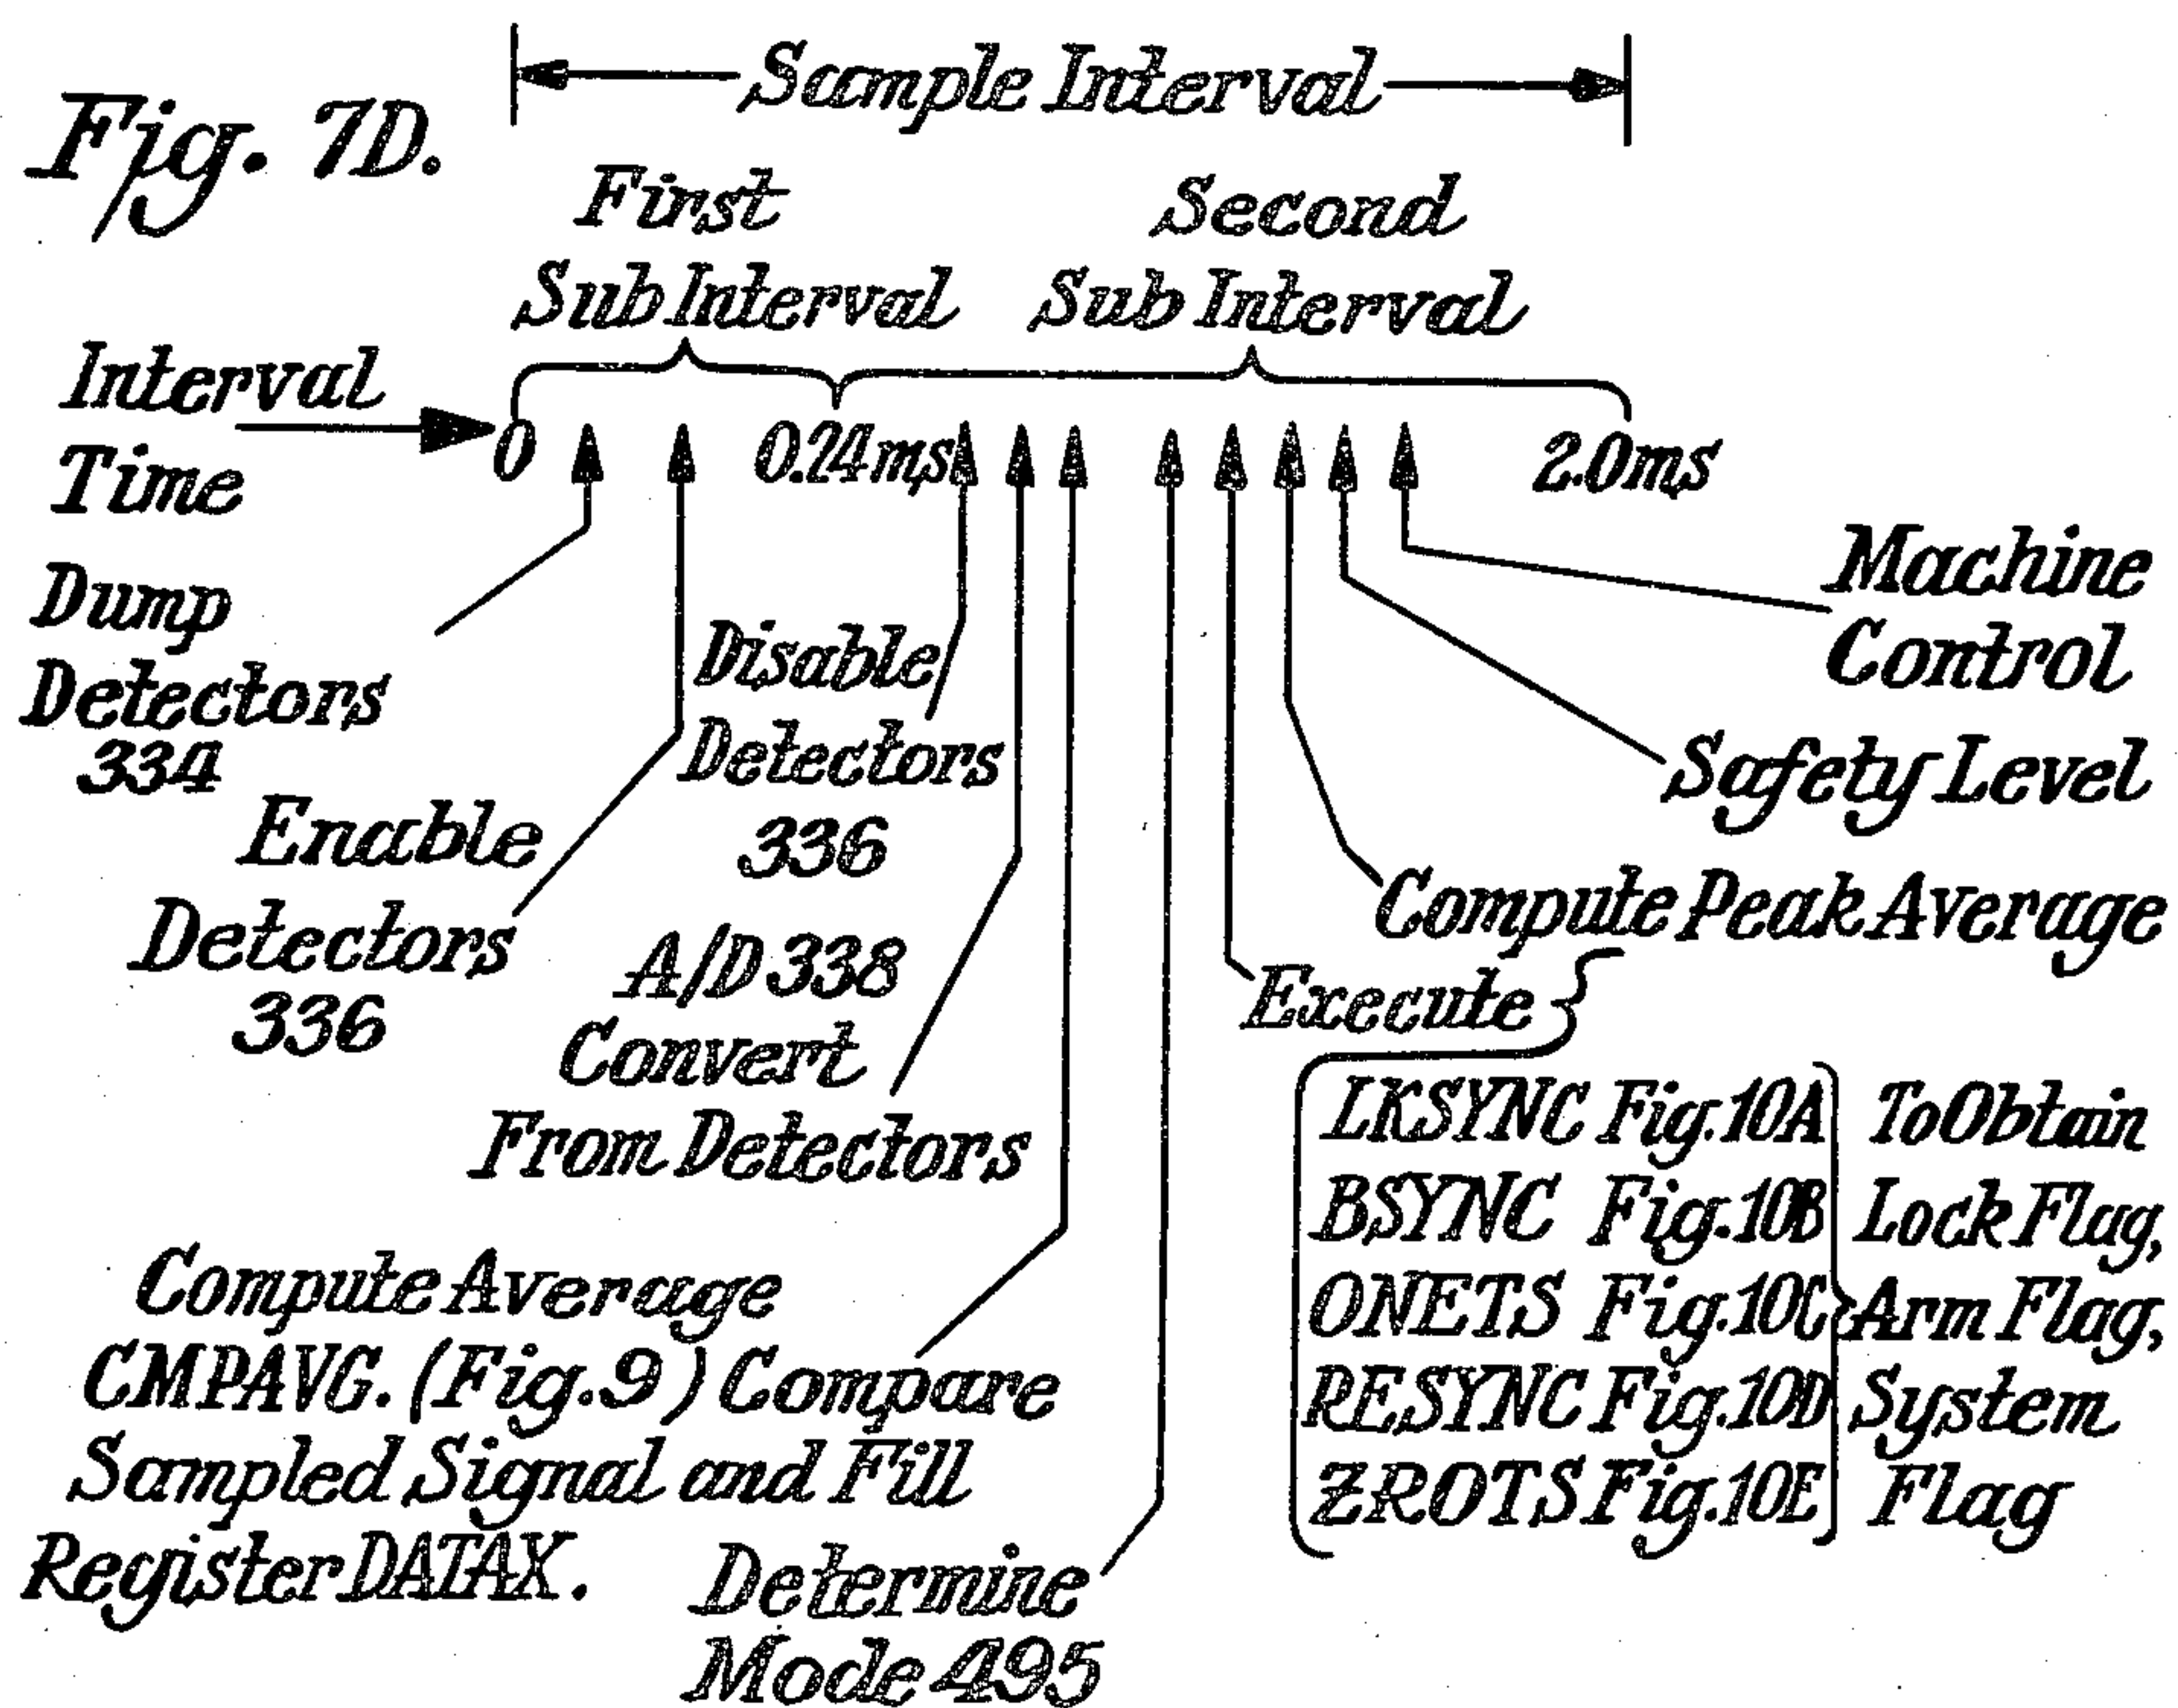 Fig. 7D.
Sample Interval
First
Sub Interval
Second
Sub Interval
Interval
Time
0
0.24ms
2.0ms
Dump
Detectors
334
Enable
Detectors
336
Disable
Detectors
336
A/D 338
Convert
From Detectors
Compute Average
CMPAVG. (Fig. 9) Compare
Sampled Signal and Fill
Register DATAX.
Determine
Mode 495
Machine
Control
Safety Level
Compute Peak Average
Execute
LKSYNC Fig. 10A
BSYNC Fig. 10B
ONETS Fig. 10C
RESYNC Fig. 10D
ZROTS Fig. 10E
To Obtain
Lock Flag,
Arm Flag,
System
Flag